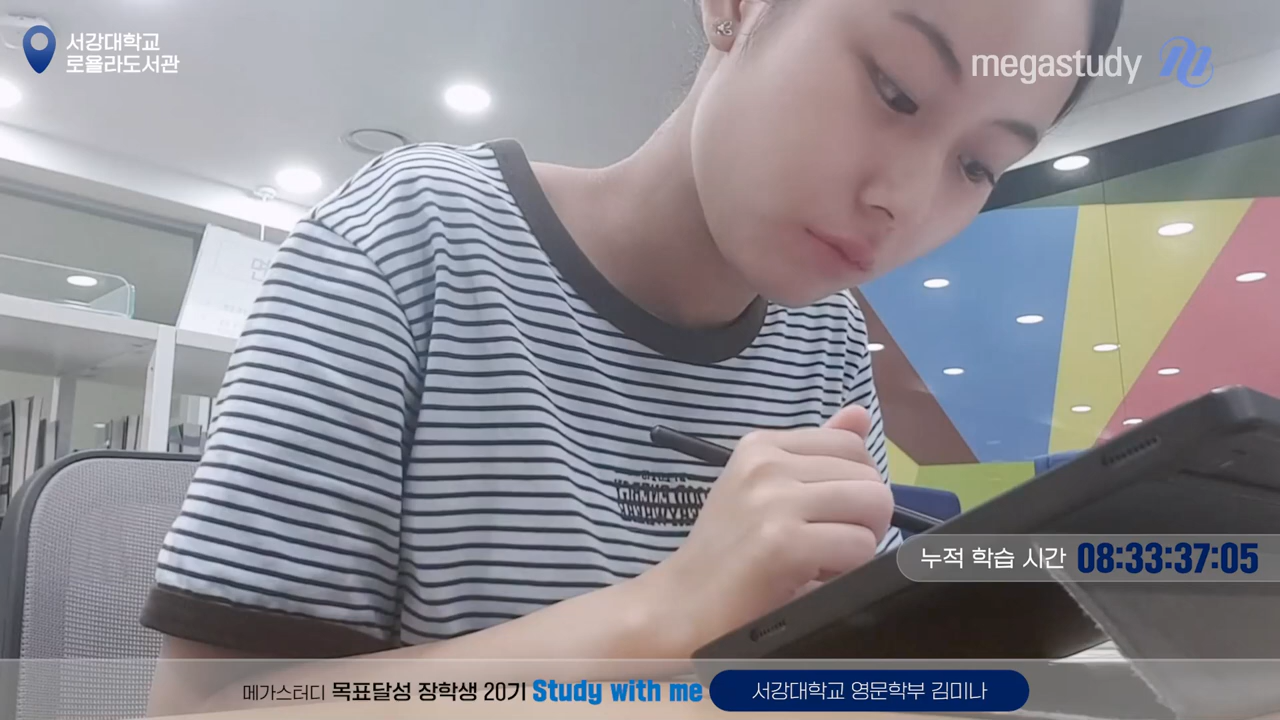 서강대학교
로욜라도서관
megastudy
누적 학습 시간 08:33:37:05
메가스터디 목표달성 장학생 20기 Study with me 서강대학교 영문학부 김미나